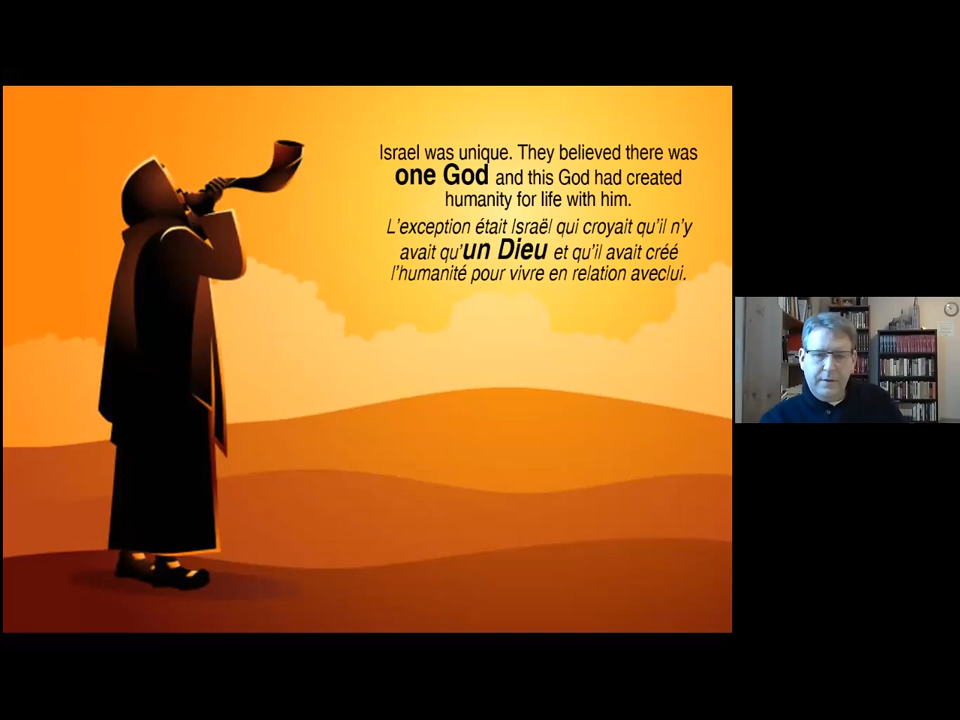 Israel was unique. They believed there was
one God and this God had created
humanity for life with him.
L'exception était Israël qui croyait qu'il n'y
avait qu'un Dieu et qu'il avait créé
l'humanité pour vivre en relation aveclui.